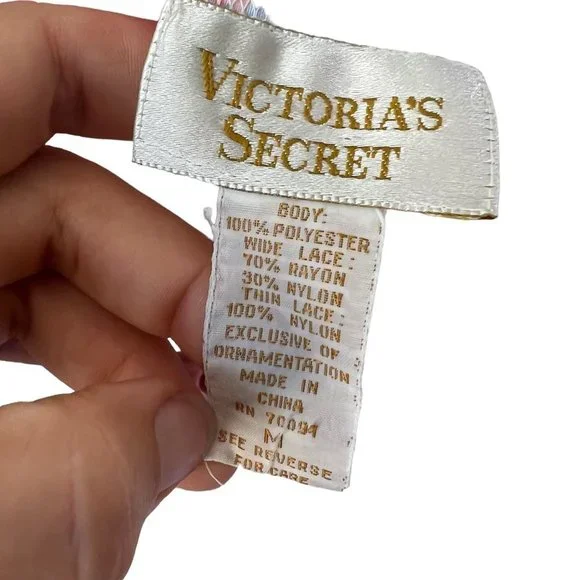 VICTORIA'S
SECRET
BODY:
100% POLYESTER
WIDE LACE:
70% RAYON
30% NYLON
THIN LACE:
100% NYLON
EXCLUSIVE OF
ORNAMENTATION
MADE IN
CHINA
RN 70091
M
SEE REVERSE
FOR CARE